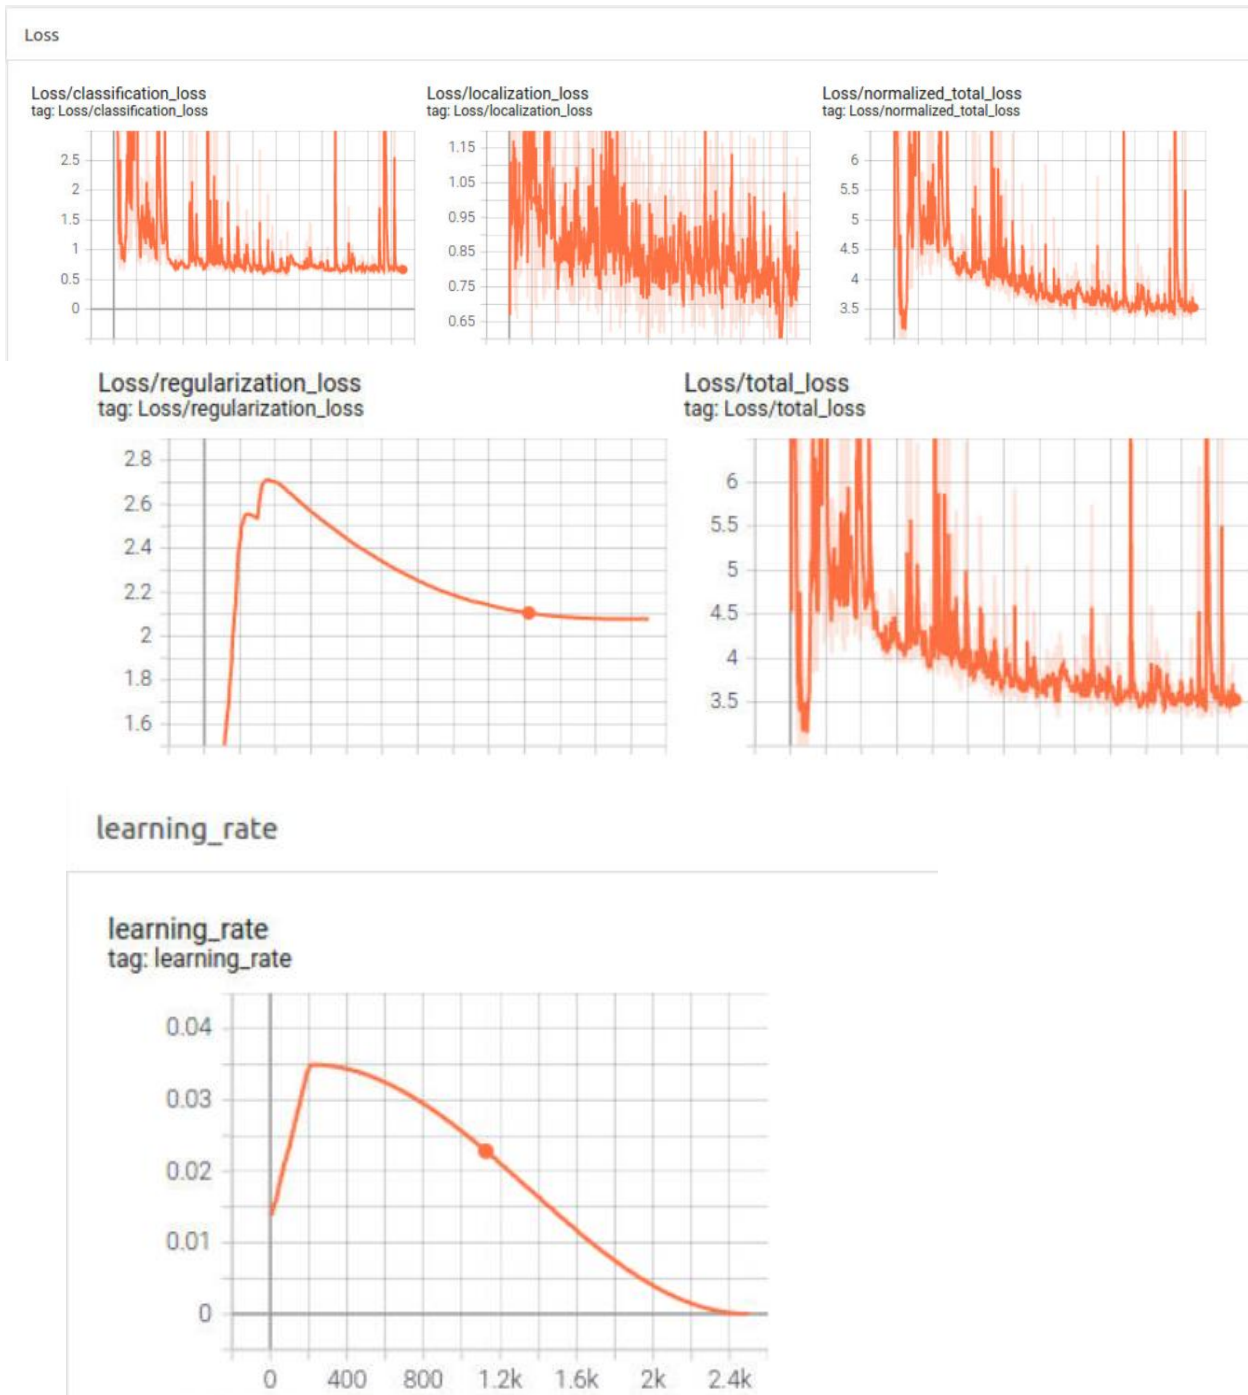 Loss
Loss/classification_loss
tag: Loss/classification_loss
2.5
2
1.5
1
0.5
0
Loss/localization_loss
tag: Loss/localization_loss
1.15
1.05
0.95
0.85
0.75
0.65
Loss/normalized_total_loss
tag: Loss/normalized_total_loss
6
5.5
5
4.5
4
3.5
Loss/regularization_loss
tag: Loss/regularization_loss
2.8
2.6
2.4
2.2
2
1.8
1.6
Loss/total_loss
tag: Loss/total_loss
6
5.5
5
4.5
4
3.5
learning_rate
learning_rate
tag: learning_rate
0.04
0.03
0.02
0.01
0
0 400 800 1.2k 1.6k 2k 2.4k